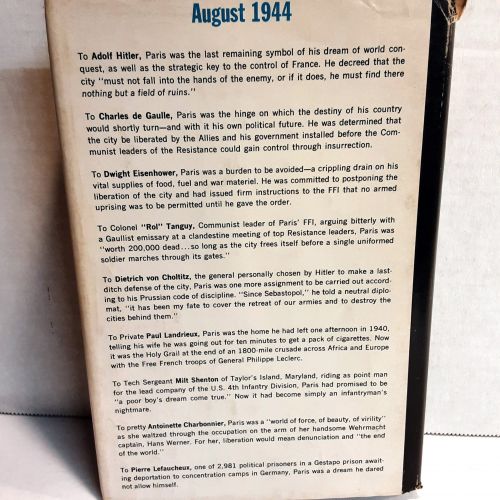 August 1944
To Adolf Hitler, Paris was the last remaining symbol of his dream of world con-
quest, as well as the strategic key to the control of France. He decreed that the
city "must not fall into the hands of the enemy, or if it does, he must find there
nothing but a field of ruins."
To Charles de Gaulle, Paris was the hinge on which the destiny of his country
would shortly turn—and with it his own political future. He was determined that
the city be liberated by the Allies and his government installed before the Com-
munist leaders of the Resistance could gain control through insurrection.
To Dwight Eisenhower, Paris was a burden to be avoided—a crippling drain on his
vital supplies of food, fuel and war materiel. He was committed to postponing the
liberation of the city and had issued firm instructions to the FFI that no armed
uprising was to be permitted until he gave the order.
To Colonel "Rol" Tanguy, Communist leader of Paris' FFI, arguing bitterly with
a Gaullist emissary at a clandestine meeting of top Resistance leaders, Paris was
"worth 200,000 dead...so long as the city frees itself before a single uniformed
soldier marches through its gates."
To Dietrich von Choltitz, the general personally chosen by Hitler to make a last-
ditch defense of the city, Paris was one more assignment to be carried out accord-
ing to his Prussian code of discipline. "Since Sebastopol," he told a neutral diplo-
mat, "it has been my fate to cover the retreat of our armies and to destroy the
cities behind them."
To Private Paul Landrieux, Paris was the home he had left one afternoon in 1940,
telling his wife he was going out for ten minutes to get a pack of cigarettes. Now
it was the Holy Grail at the end of an 1800-mile crusade across Africa and Europe
with the Free French troops of General Philippe Leclerc.
To Tech Sergeant Milt Shenton of Taylor's Island, Maryland, riding as point man
for the lead company of the U.S. 4th Infantry Division, Paris had promised to be
"a poor boy's dream come true." Now it had become simply an infantryman's
nightmare.
To pretty Antoinette Charbonnier, Paris was a "world of force, of beauty, of virility"
as she waltzed through the occupation on the arm of her handsome Wehrmacht
captain, Hans Werner. For her, liberation would mean denunciation and "the end
of the world."
To Pierre Lefaucheux, one of 2,981 political prisoners in a Gestapo prison await-
ing deportation to concentration camps in Germany, Paris was a dream he dared
not allow himself.